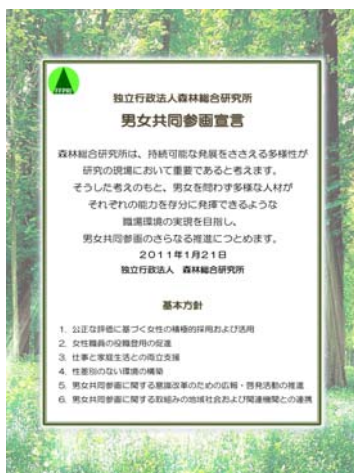 FFPRI
独立行政法人森林総合研究所
男女共同参画宣言
森林総合研究所は、持続可能な発展をささえる多様性が
研究の現場において重要であると考えます。
そうした考えのもと、男女を問わず多様な人材が
それぞれの能力を存分に発揮できるような
職場環境の実現を目指し、
男女共同参画のさらなる推進につとめます。
2011年1月21日
独立行政法人 森林総合研究所
基本方針
1. 公正な評価に基づく女性の積極的採用および活用
2. 女性職員の役職登用の促進
3. 仕事と家庭生活との両立支援
4. 性差別のない環境の構築
5. 男女共同参画に関する意識改革のための広報・啓発活動の推進
6. 男女共同参画に関する取組みの地域社会および関連機関との連携